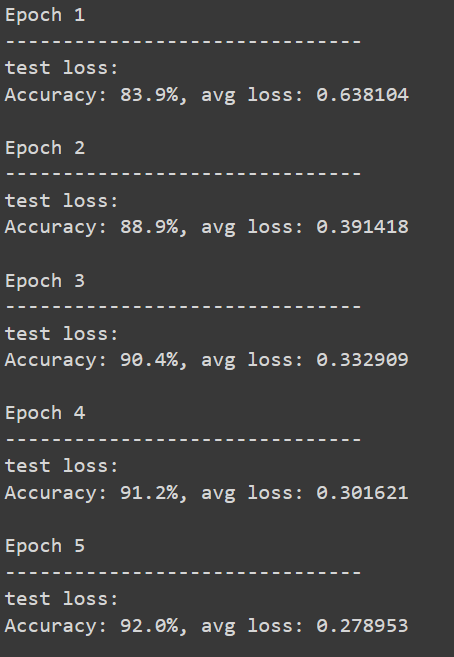 Epoch 1
-------------------------------
test loss:
Accuracy: 83.9%, avg loss: 0.638104
Epoch 2
-------------------------------
test loss:
Accuracy: 88.9%, avg loss: 0.391418
Epoch 3
-------------------------------
test loss:
Accuracy: 90.4%, avg loss: 0.332909
Epoch 4
-------------------------------
test loss:
Accuracy: 91.2%, avg loss: 0.301621
Epoch 5
-------------------------------
test loss:
Accuracy: 92.0%, avg loss: 0.278953